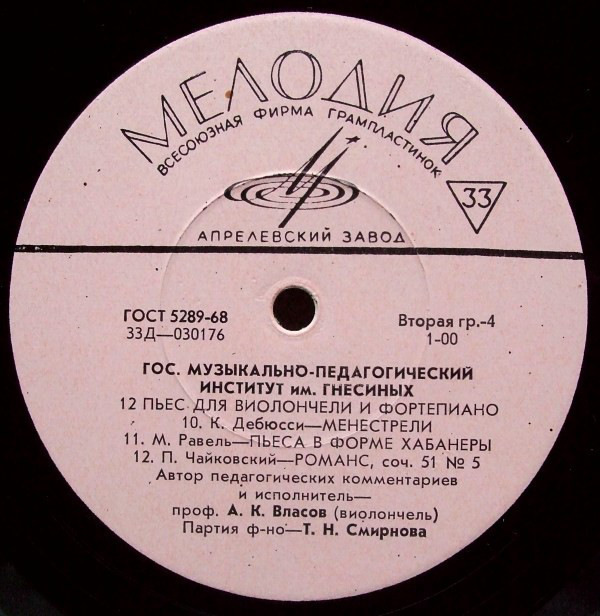 МЕЛОДИЯ
ВСЕСОЮЗНАЯ ФИРМА ГРАМПЛАСТИНОК
33
АПРЕЛЕВСКИЙ ЗАВОД
ГОСТ 5289-68
Вторая гр.-4
33Д—030176
1-00
ГОС. МУЗЫКАЛЬНО-ПЕДАГОГИЧЕСКИЙ
ИНСТИТУТ им. ГНЕСИНЫХ
12 ПЬЕС ДЛЯ ВИОЛОНЧЕЛИ И ФОРТЕПИАНО
10. К. Дебюсси—МЕНЕСТРЕЛИ
11. М. Равель—ПЬЕСА В ФОРМЕ ХАБАНЕРЫ
12. П. Чайковский—РОМАНС, соч. 51 № 5
Автор педагогических комментариев
и исполнитель—
проф. А. К. Власов (виолончель)
Партия ф-но—Т. Н. Смирнова